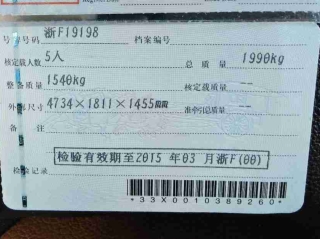 号牌号码 浙F19198 档案编号
核定载人数 5人 总质量 1990kg
整备质量 1540kg 核定载质量 --
外形尺寸 4734×1811×1455 准牵引总质量 --
备注
检验有效期至2015 年03 月浙F(00)
检验记录
*33X0010389260*